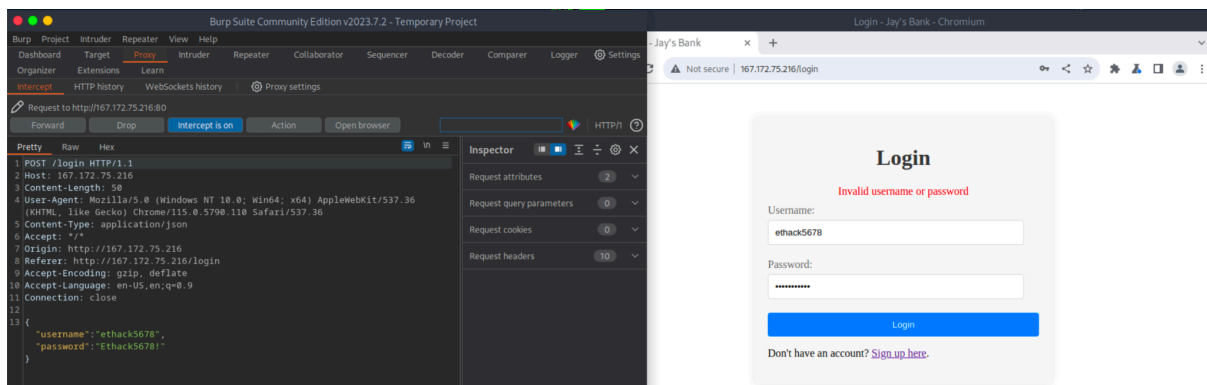 Burp Suite Community Edition v2023.7.2 - Temporary Project
Burp Project Intruder Repeater View Help
Dashboard Target Proxy Intruder Repeater Collaborator Sequencer Decoder Comparer Logger Settings
Organizer Extensions Learn
Intercept HTTP history WebSockets history Proxy settings
Request to http://167.172.75.216:80
Forward Drop Intercept is on Action Open browser HTTP/1
Pretty Raw Hex \n
1 POST /login HTTP/1.1
2 Host: 167.172.75.216
3 Content-Length: 50
4 User-Agent: Mozilla/5.0 (Windows NT 10.0; Win64; x64) AppleWebKit/537.36
(KHTML, like Gecko) Chrome/115.0.5790.110 Safari/537.36
5 Content-Type: application/json
6 Accept: */*
7 Origin: http://167.172.75.216
8 Referer: http://167.172.75.216/login
9 Accept-Encoding: gzip, deflate
10 Accept-Language: en-US,en;q=0.9
11 Connection: close
12
13 {
"username":"ethack5678",
"password":"Ethack5678!"
}
Inspector
Request attributes 2
Request query parameters 0
Request cookies 0
Request headers 10
Login - Jay's Bank - Chromium
- Jay's Bank
Not secure 167.172.75.216/login
Login
Invalid username or password
Username:
ethack5678
Password:
•••••••••••
Login
Don't have an account? Sign up here.